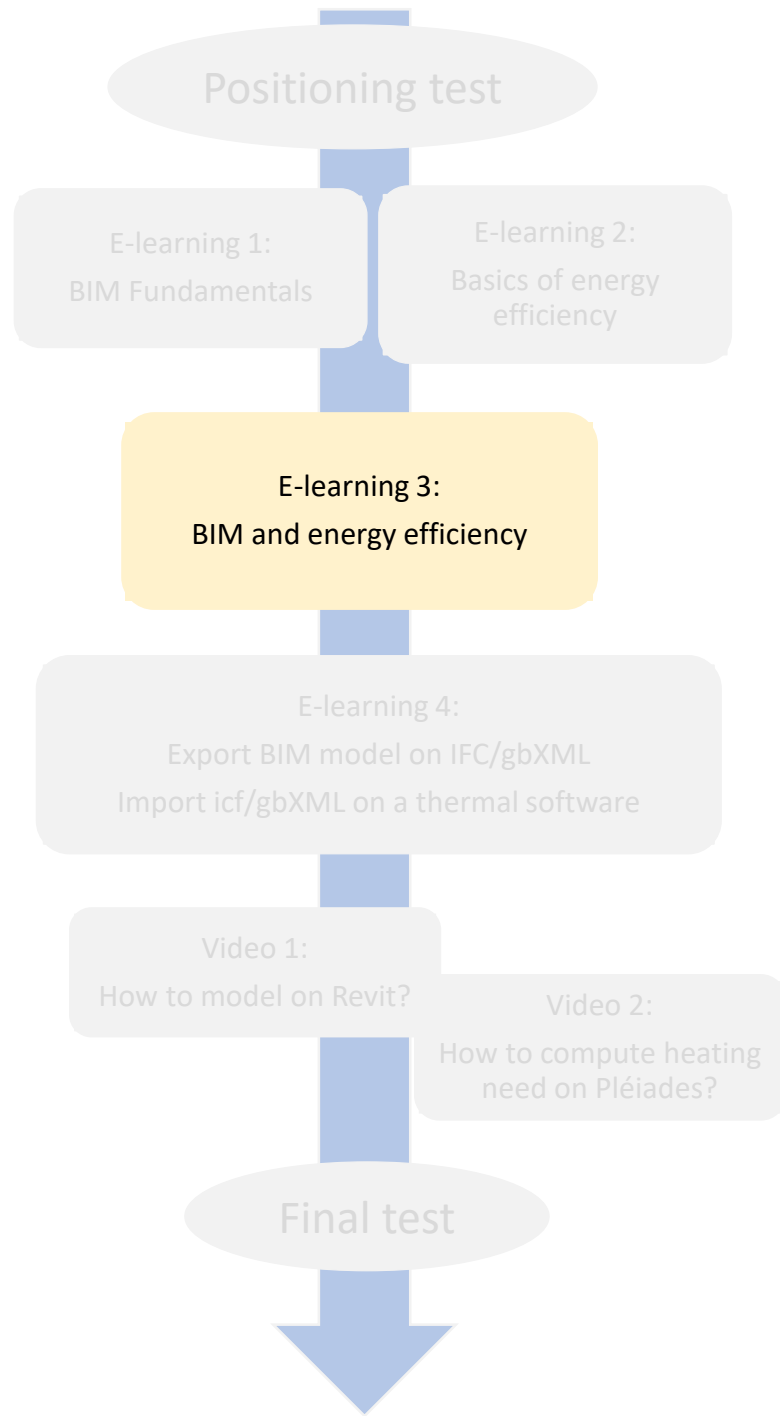 Positioning test
E-learning 1:
BIM Fundamentals
E-learning 2:
Basics of energy
efficiency
E-learning 3:
BIM and energy efficiency
E-learning 4:
Export BIM model on IFC/gbXML
Import icf/gbXML on a thermal software
Video 1:
How to model on Revit?
Video 2:
How to compute heating
need on Pléiades?
Final test